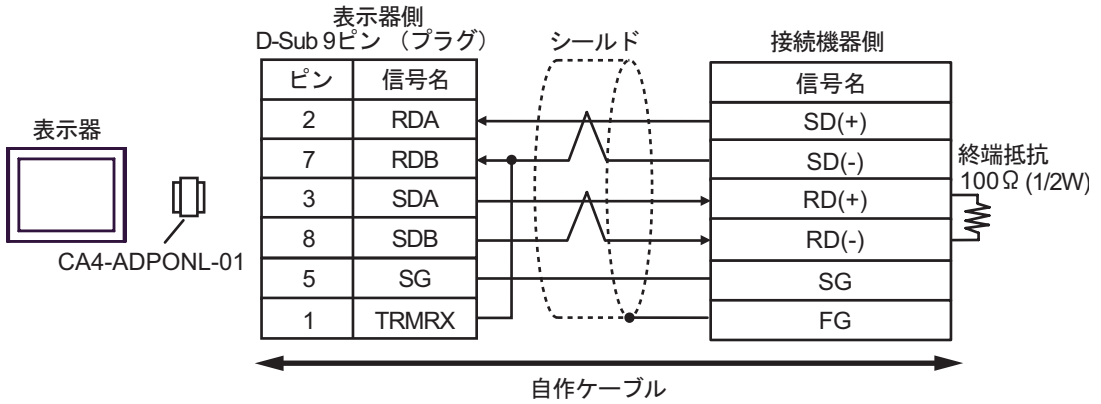 表示器側
D-Sub 9ピン （プラグ）
シールド
接続機器側
ピン 信号名
信号名
2 RDA
SD(+)
7 RDB
SD(-)
3 SDA
RD(+)
8 SDB
RD(-)
5 SG
SG
1 TRMRX
FG
表示器
CA4-ADPONL-01
終端抵抗
100Ω (1/2W)
自作ケーブル